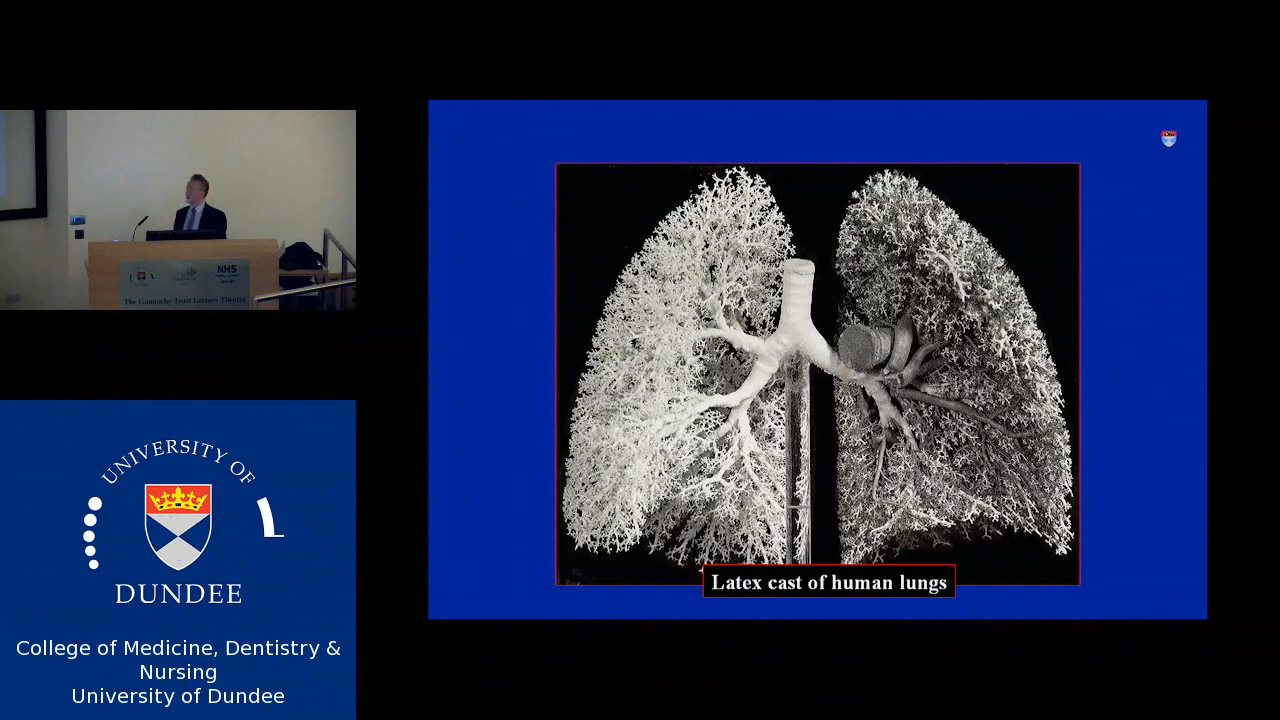 NHS
The Gannochy Trust Lecture Theatre
UNIVERSITY OF
DUNDEE
College of Medicine, Dentistry &
Nursing
University of Dundee
Latex cast of human lungs